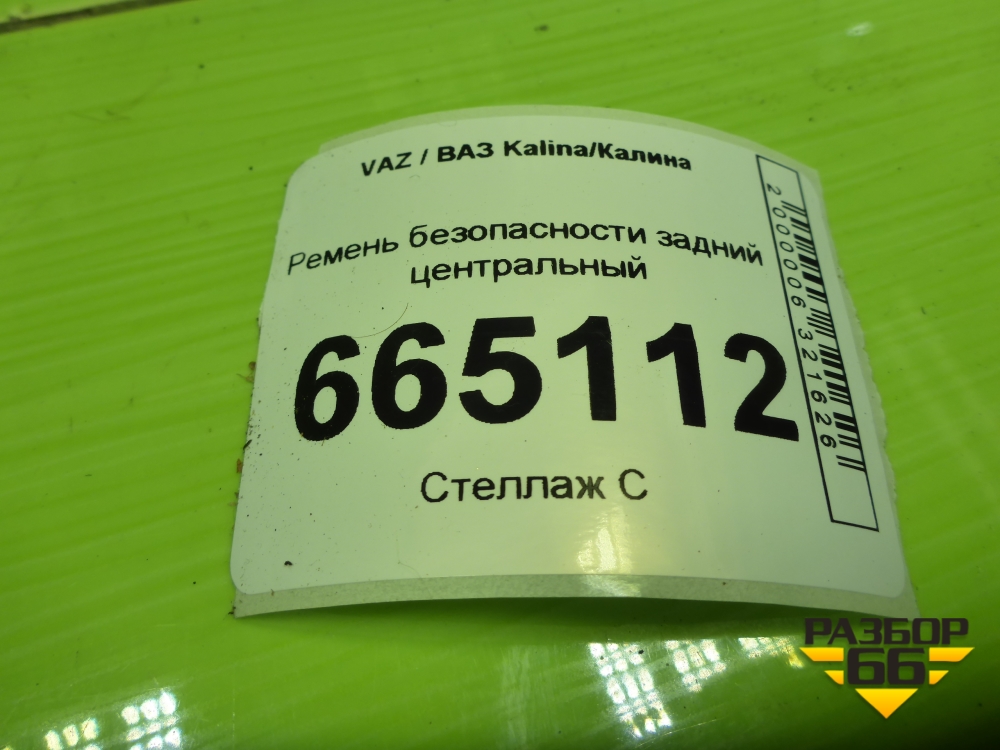 VAZ / ВАЗ Kalina/Калина
Ремень безопасности задний
центральный
665112
Стеллаж С
2000006321626
РАЗБОР
66